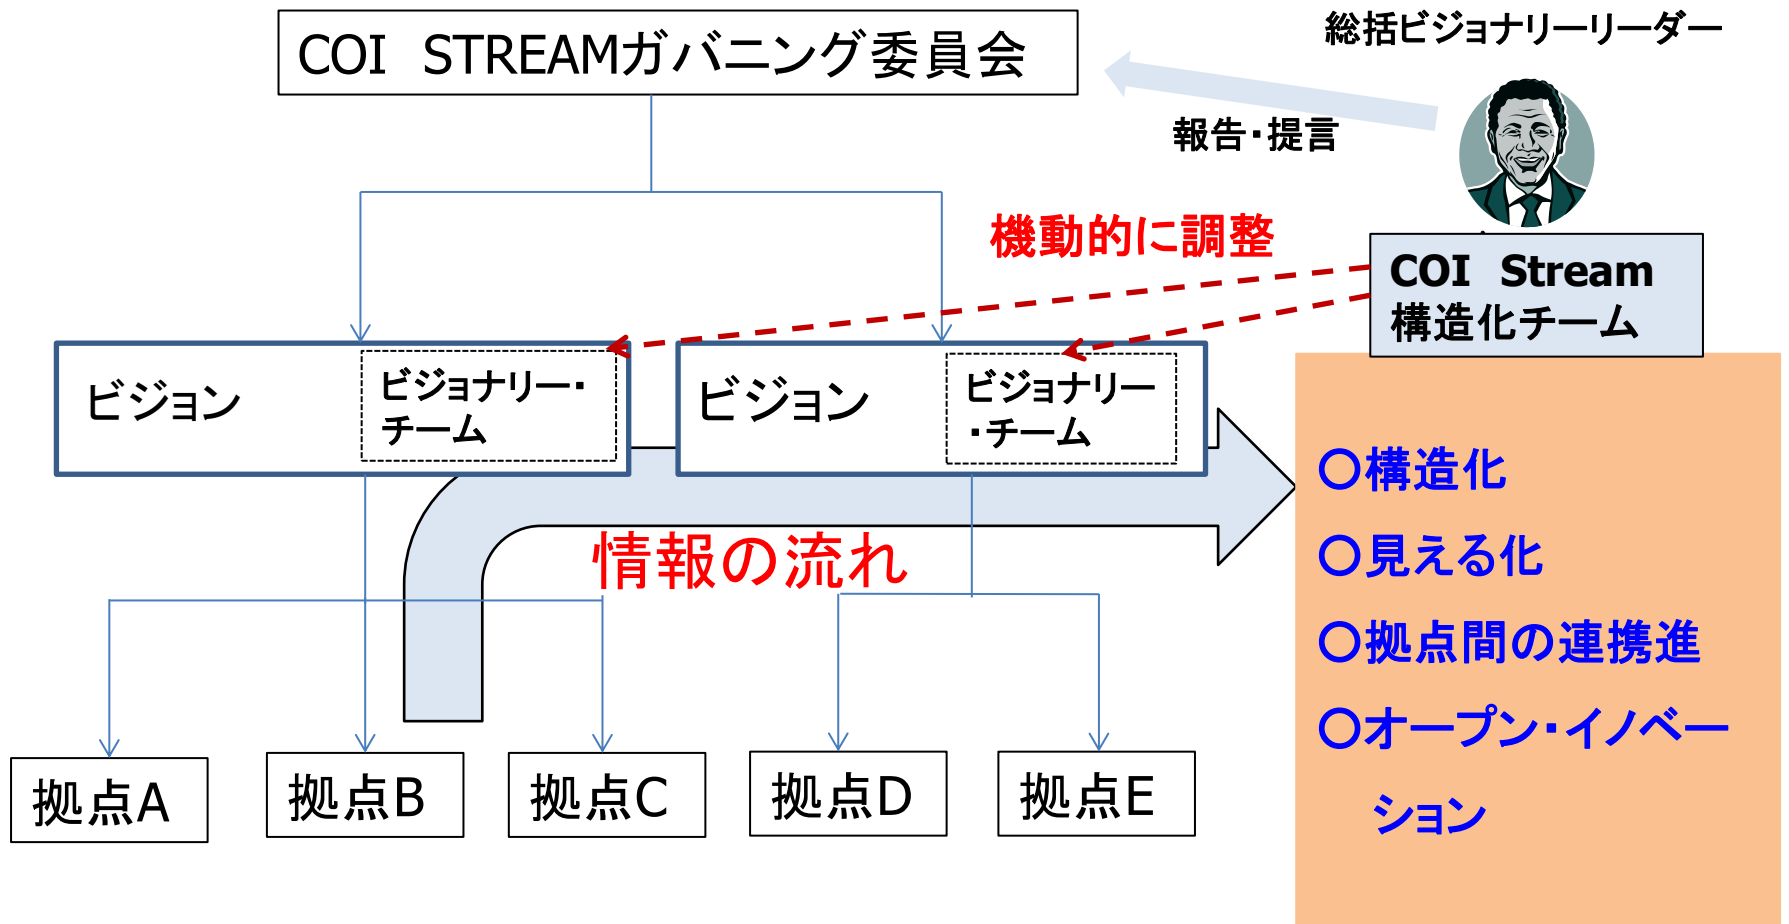 COI　STREAMガバニング委員会
総括ビジョナリーリーダー
報告・提言
機動的に調整
COI　Stream
構造化チーム
ビジョン
ビジョナリー・
チーム
ビジョン
ビジョナリー
・チーム
情報の流れ
〇構造化
〇見える化
〇拠点間の連携進
〇オープン・イノベー
ション
拠点A
拠点B
拠点C
拠点D
拠点E